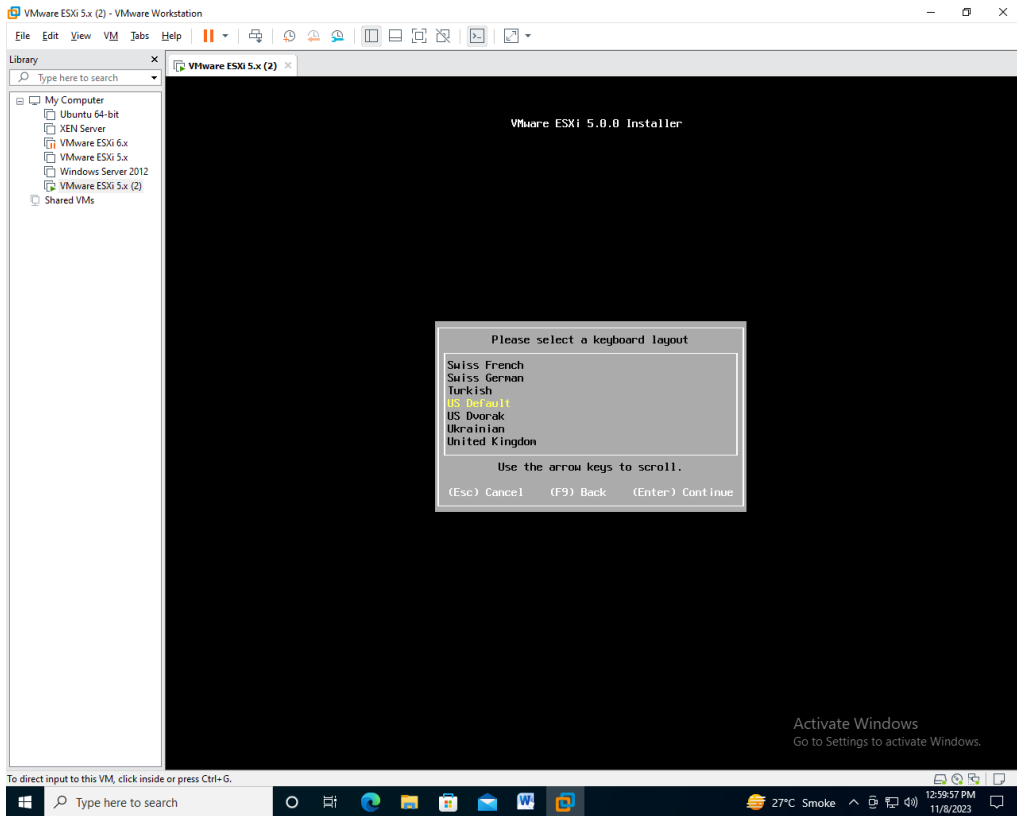 VMware ESXi 5.x (2) - VMware Workstation
File Edit View VM Tabs Help
Library
Type here to search
My Computer
Ubuntu 64-bit
XEN Server
VMware ESXi 6.x
VMware ESXi 5.x
Windows Server 2012
VMware ESXi 5.x (2)
Shared VMs
VMware ESXi 5.x (2)
VMware ESXi 5.0.0 Installer
Please select a keyboard layout
Swiss French
Swiss German
Turkish
US Default
US Dvorak
Ukrainian
United Kingdom
Use the arrow keys to scroll.
(Esc) Cancel (F9) Back (Enter) Continue
Activate Windows
Go to Settings to activate Windows.
To direct input to this VM, click inside or press Ctrl+G.
Type here to search
27°C Smoke
12:59:57 PM
11/8/2023